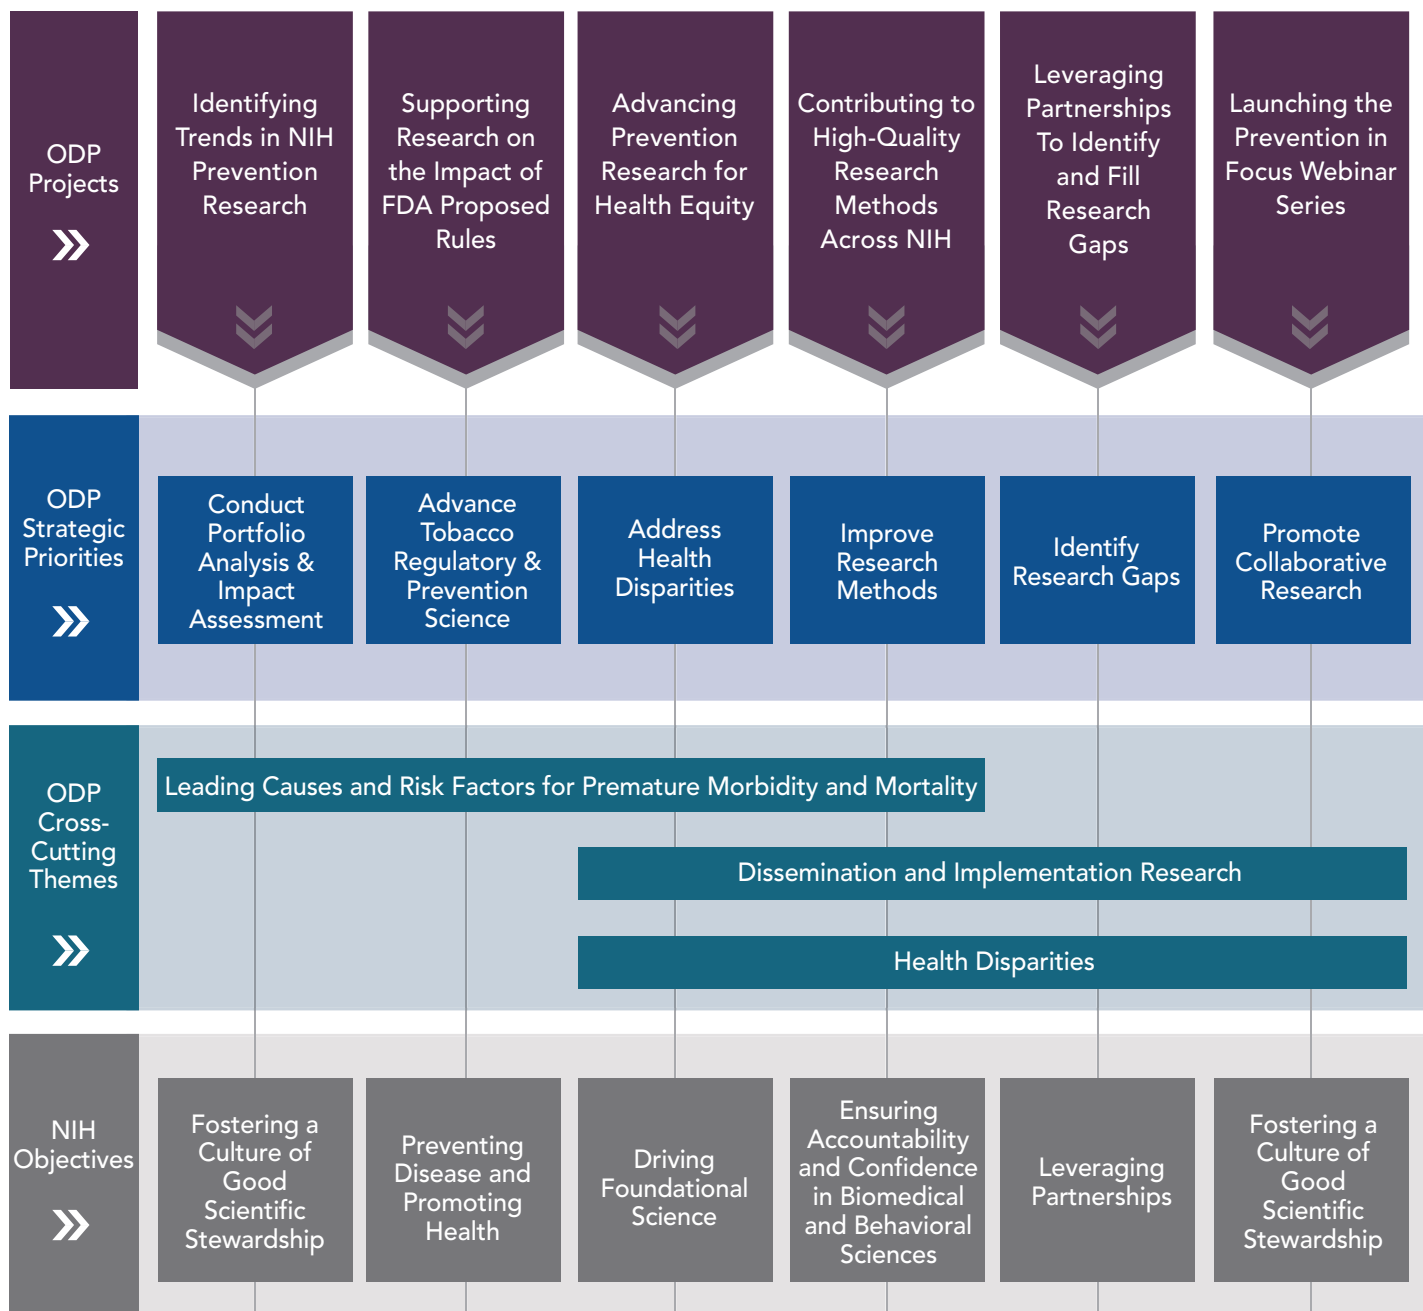 ODP
Projects
Identifying
Trends in NIH
Prevention
Research
Supporting
Research on
the Impact of
FDA Proposed
Rules
Advancing
Prevention
Research for
Health Equity
Contributing to
High-Quality
Research
Methods
Across NIH
Leveraging
Partnerships
To Identify
and Fill
Research
Gaps
Launching the
Prevention in
Focus Webinar
Series
ODP
Strategic
Priorities
Conduct
Portfolio
Analysis &
Impact
Assessment
Advance
Tobacco
Regulatory &
Prevention
Science
Address
Health
Disparities
Improve
Research
Methods
Identify
Research Gaps
Promote
Collaborative
Research
ODP
Cross-
Cutting
Themes
Leading Causes and Risk Factors for Premature Morbidity and Mortality
Dissemination and Implementation Research
Health Disparities
NIH
Objectives
Fostering a
Culture of
Good
Scientific
Stewardship
Preventing
Disease and
Promoting
Health
Driving
Foundational
Science
Ensuring
Accountability
and Confidence
in Biomedical
and Behavioral
Sciences
Leveraging
Partnerships
Fostering a
Culture of
Good
Scientific
Stewardship